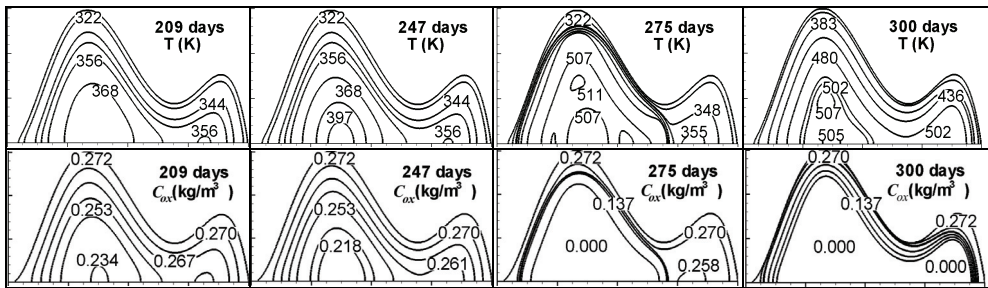 322
209 days
T (K)
356
368
344
356
322
247 days
T (K)
356
368
344
397
356
322
275 days
T (K)
507
511
348
507
355
383
300 days
T (K)
480
502
436
507
505
502
0.272
209 days
Cox(kg/m³ )
0.253
0.270
0.234
0.267
0.272
247 days
Cox(kg/m³ )
0.253
0.270
0.218
0.261
0.272
275 days
Cox(kg/m³ )
0.137
0.270
0.000
0.258
0.270
300 days
Cox(kg/m³ )
0.137
0.272
0.000
0.000